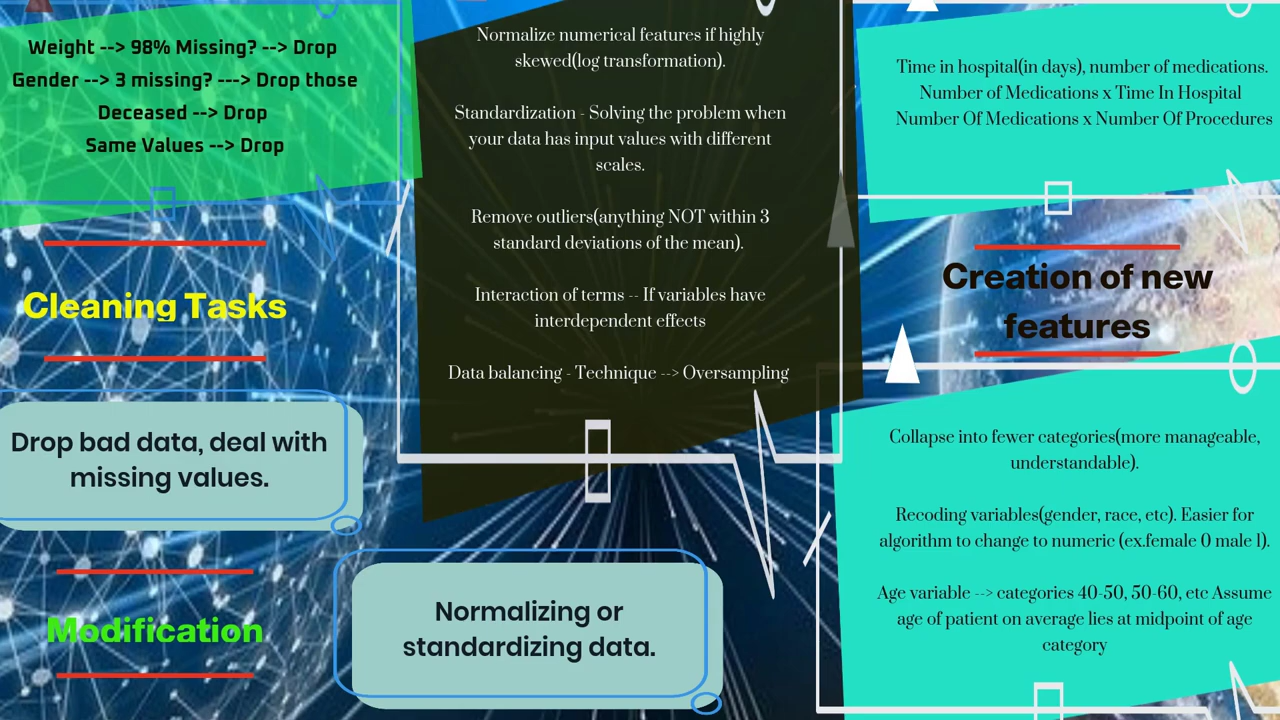 Weight --> 98% Missing? --> Drop
Gender --> 3 missing? ---> Drop those
Deceased --> Drop
Same Values --> Drop
Cleaning Tasks
Drop bad data, deal with
missing values.
Modification
Normalize numerical features if highly
skewed(log transformation).
Standardization - Solving the problem when
your data has input values with different
scales.
Remove outliers(anything NOT within 3
standard deviations of the mean).
Interaction of terms -- If variables have
interdependent effects
Data balancing - Technique --> Oversampling
Normalizing or
standardizing data.
Time in hospital(in days), number of medications.
Number of Medications x Time In Hospital
Number Of Medications x Number Of Procedures
Creation of new
features
Collapse into fewer categories(more manageable,
understandable).
Recoding variables(gender, race, etc). Easier for
algorithm to change to numeric (ex.female 0 male 1).
Age variable --> categories 40-50, 50-60, etc Assume
age of patient on average lies at midpoint of age
category